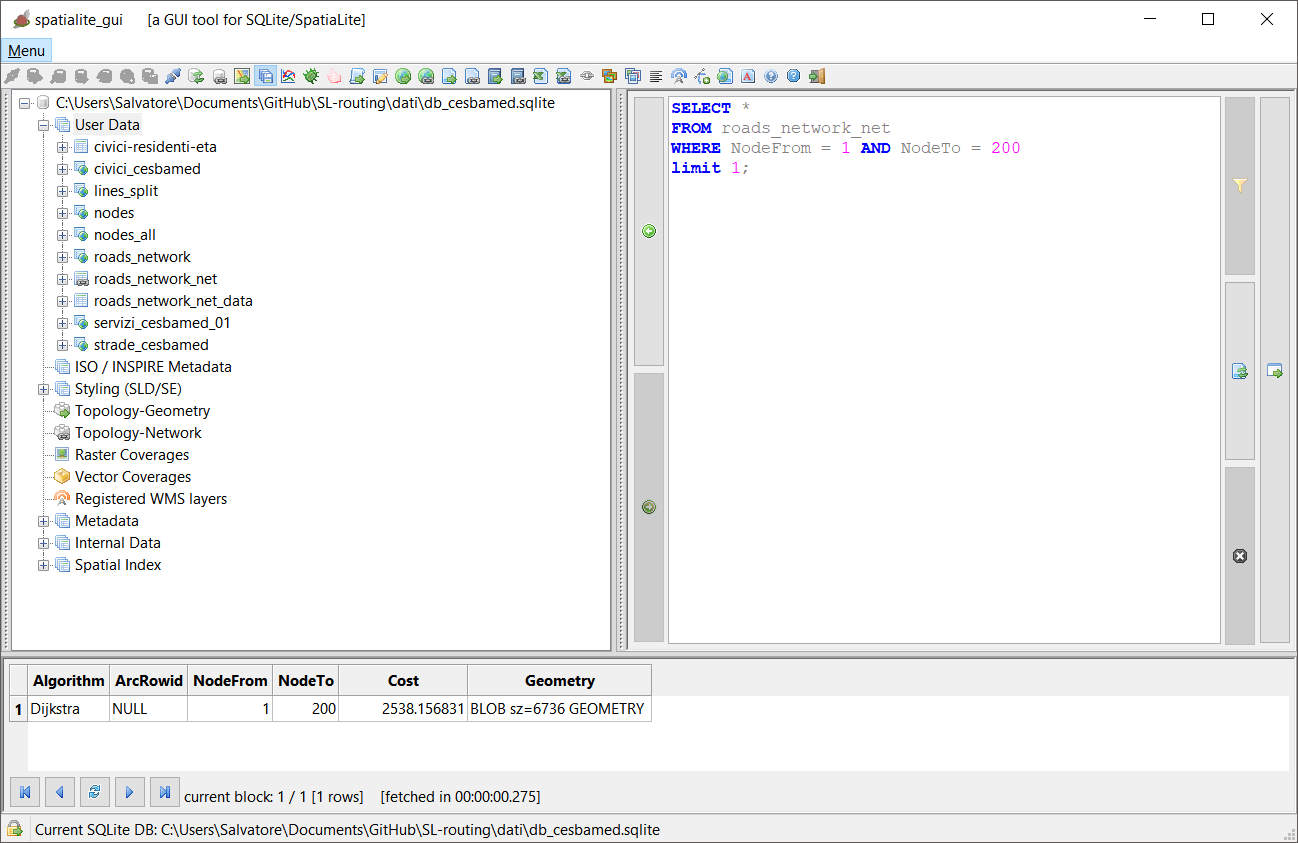 spatialite_gui [a GUI tool for SQLite/SpatiaLite]
Menu
C:\Users\Salvatore\Documents\GitHub\SL-routing\dati\db_cesbamed.sqlite
User Data
civici-residenti-eta
civici_cesbamed
lines_split
nodes
nodes_all
roads_network
roads_network_net
roads_network_net_data
servizi_cesbamed_01
strade_cesbamed
ISO / INSPIRE Metadata
Styling (SLD/SE)
Topology-Geometry
Topology-Network
Raster Coverages
Vector Coverages
Registered WMS layers
Metadata
Internal Data
Spatial Index
SELECT *
FROM roads_network_net
WHERE NodeFrom = 1 AND NodeTo = 200
limit 1;
Algorithm ArcRowid NodeFrom NodeTo Cost Geometry
1 Dijkstra NULL 1 200 2538.156831 BLOB sz=6736 GEOMETRY
current block: 1 / 1 [1 rows] [fetched in 00:00:00.275]
Current SQLite DB: C:\Users\Salvatore\Documents\GitHub\SL-routing\dati\db_cesbamed.sqlite